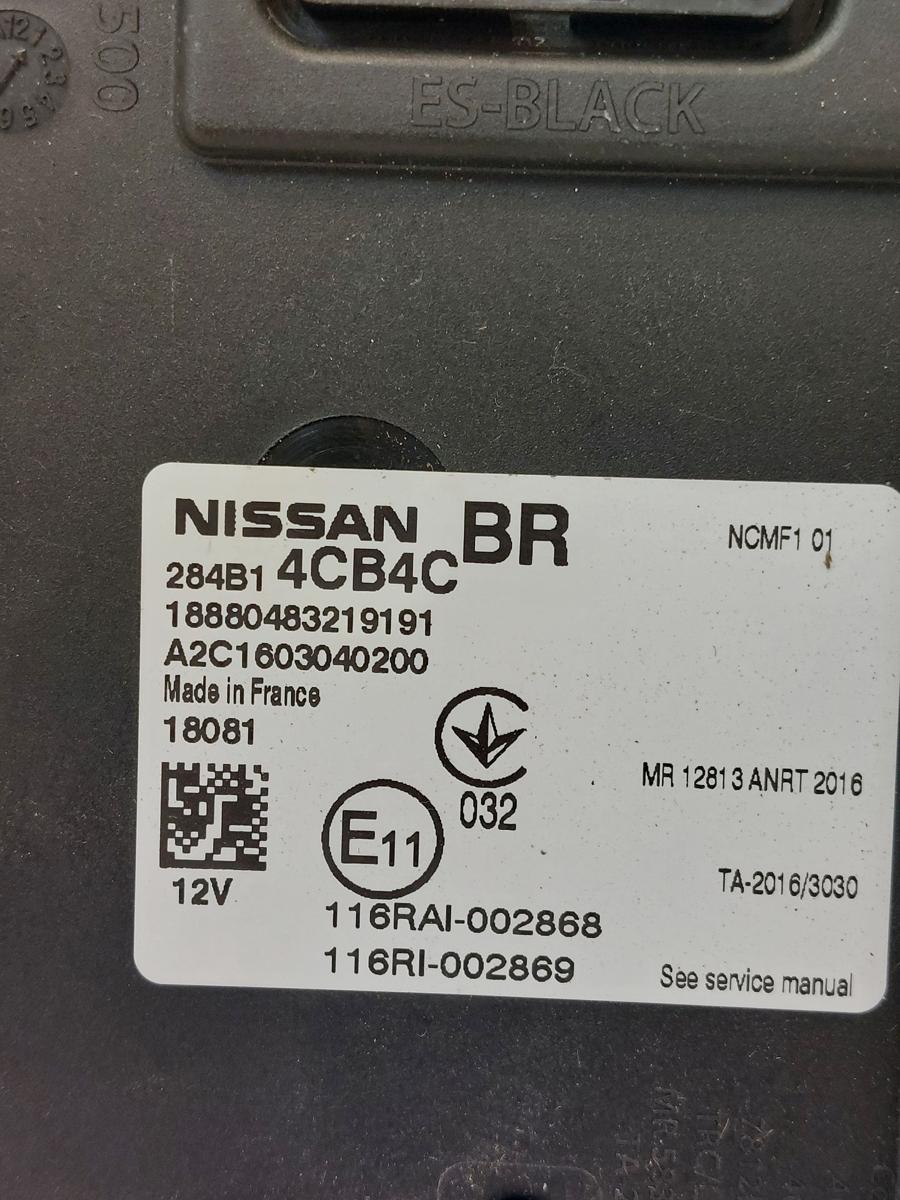 500
ES-BLACK
NISSAN BR
NCMF1 01
284B1 4CB4C
18880483219191
A2C1603040200
Made in France
18081
032
MR 12813 ANRT 2016
E11
TA-2016/3030
12V
116RAI-002868
116RI-002869
See service manual